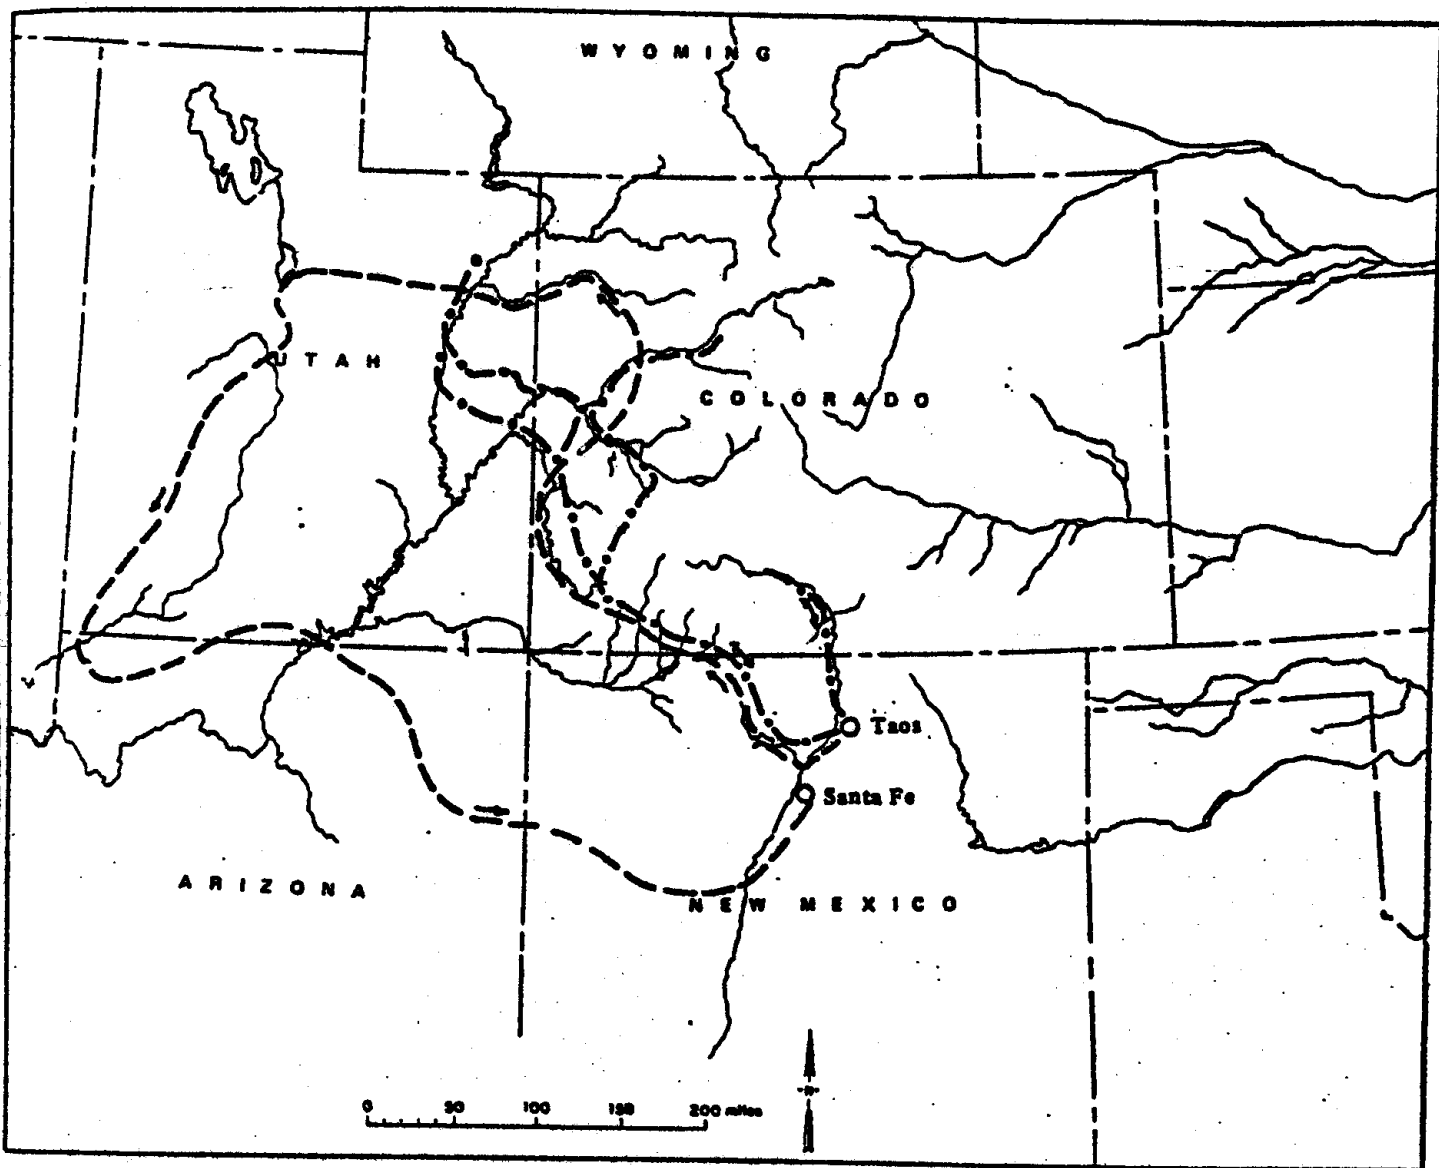 WYOMING
UTAH
COLORADO
Taos
Santa Fe
ARIZONA
NEW MEXICO
0 50 100 150 200 miles
N